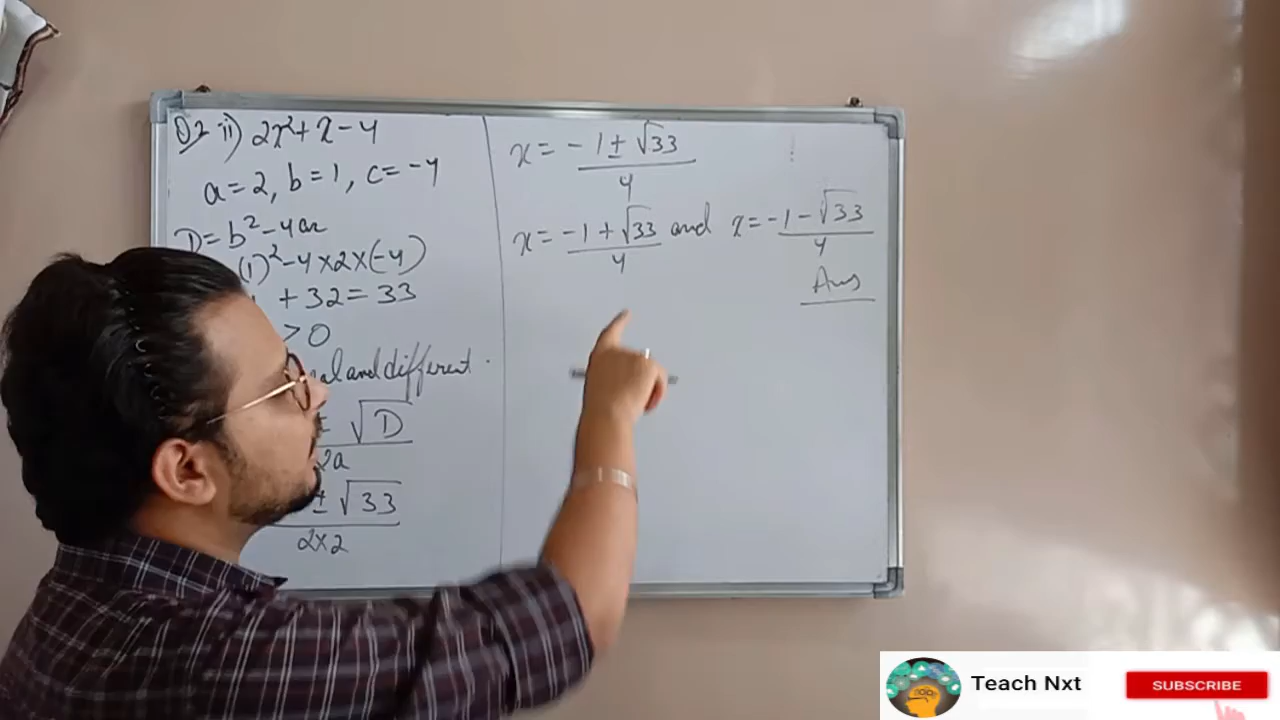 Q2 ii) 2x²+x-4
a=2, b=1, c=-4
D=b²-4ac
(1)²-4×2×(-4)
+32=33
>0
and different.
± √D
2a
± √33
2×2
x = -1±√33
4
x = -1+√33 and x = -1-√33
4 4
Ans
Teach Nxt
SUBSCRIBE